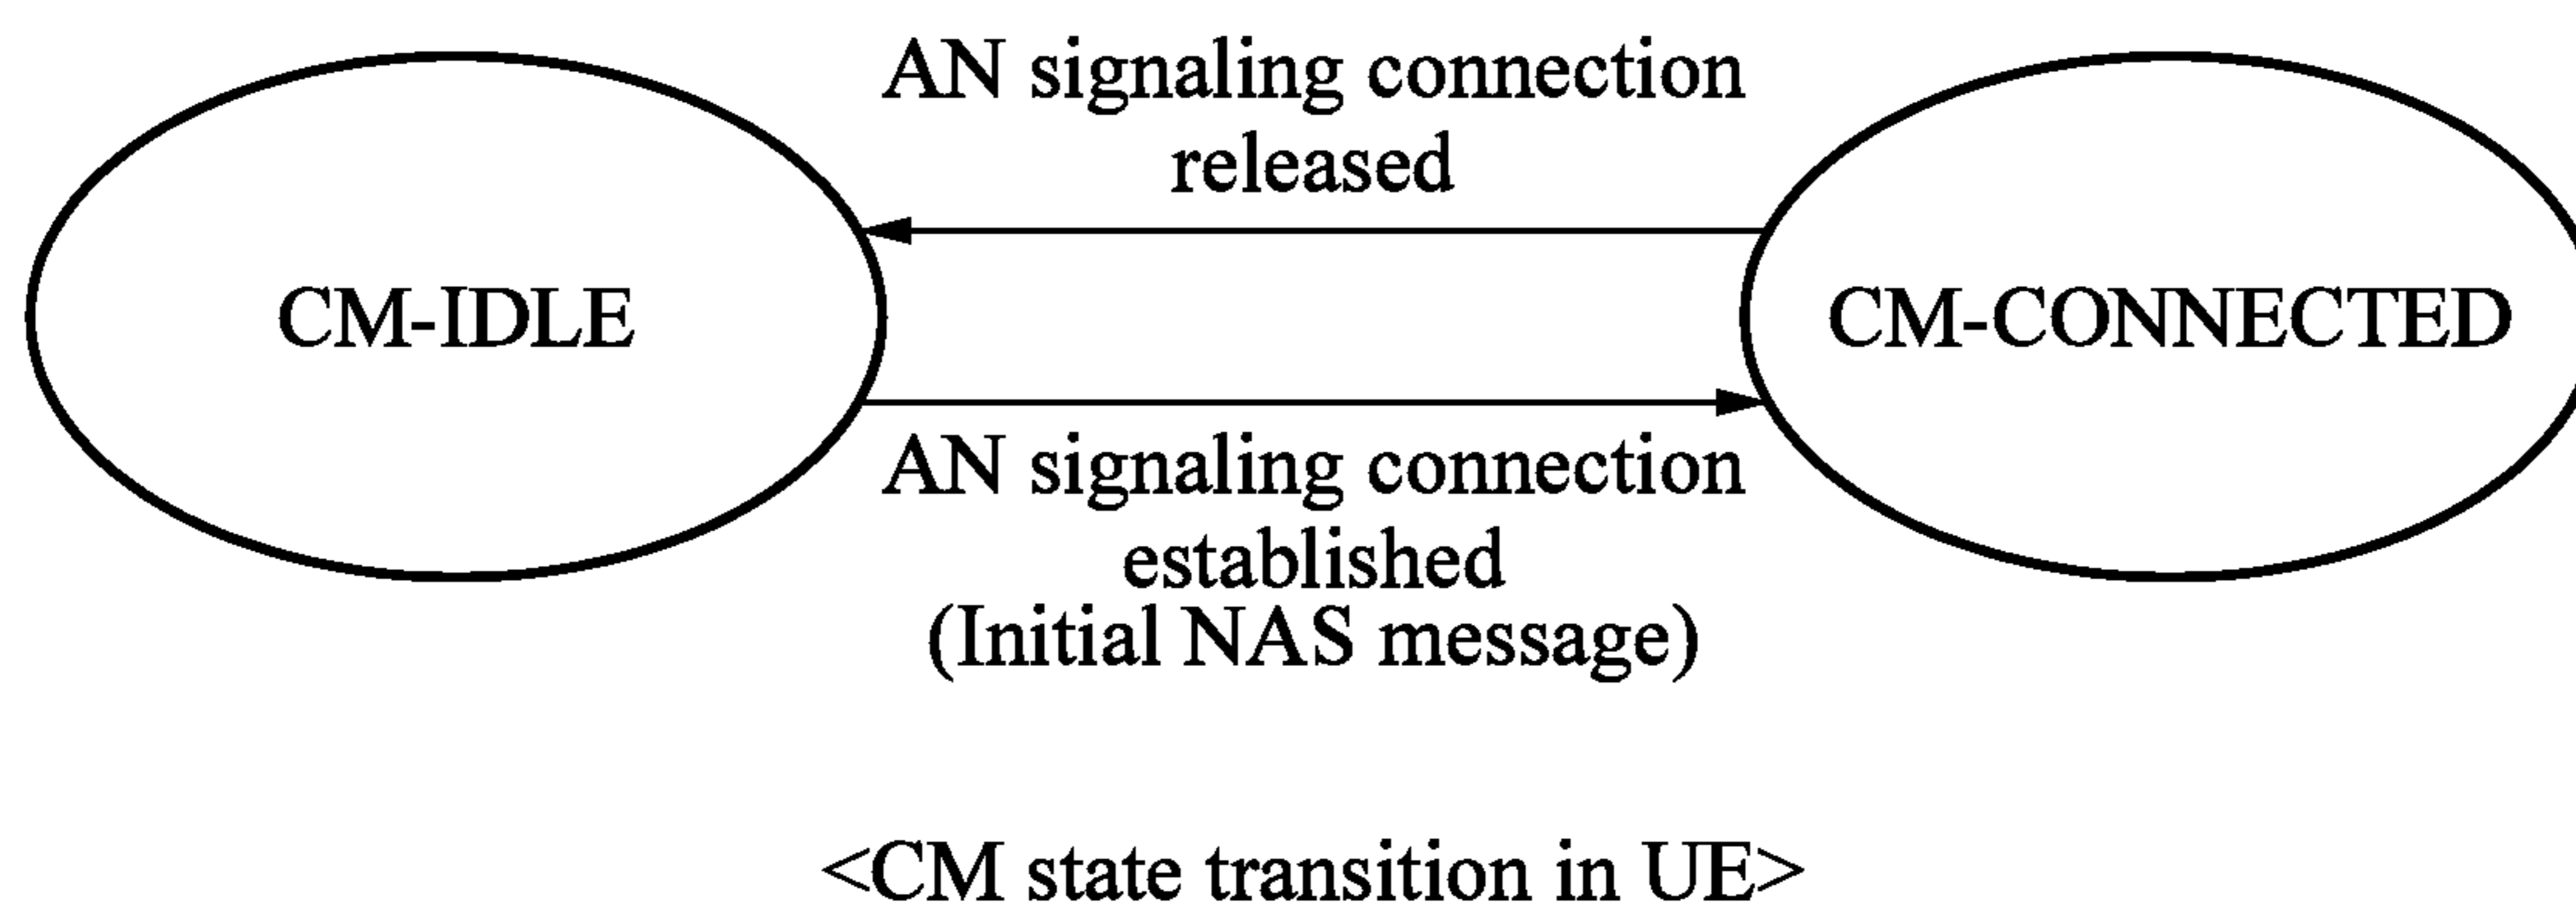 AN signaling connection
released
CM-IDLE
CM-CONNECTED
AN signaling connection
established
(Initial NAS message)
<CM state transition in UE>